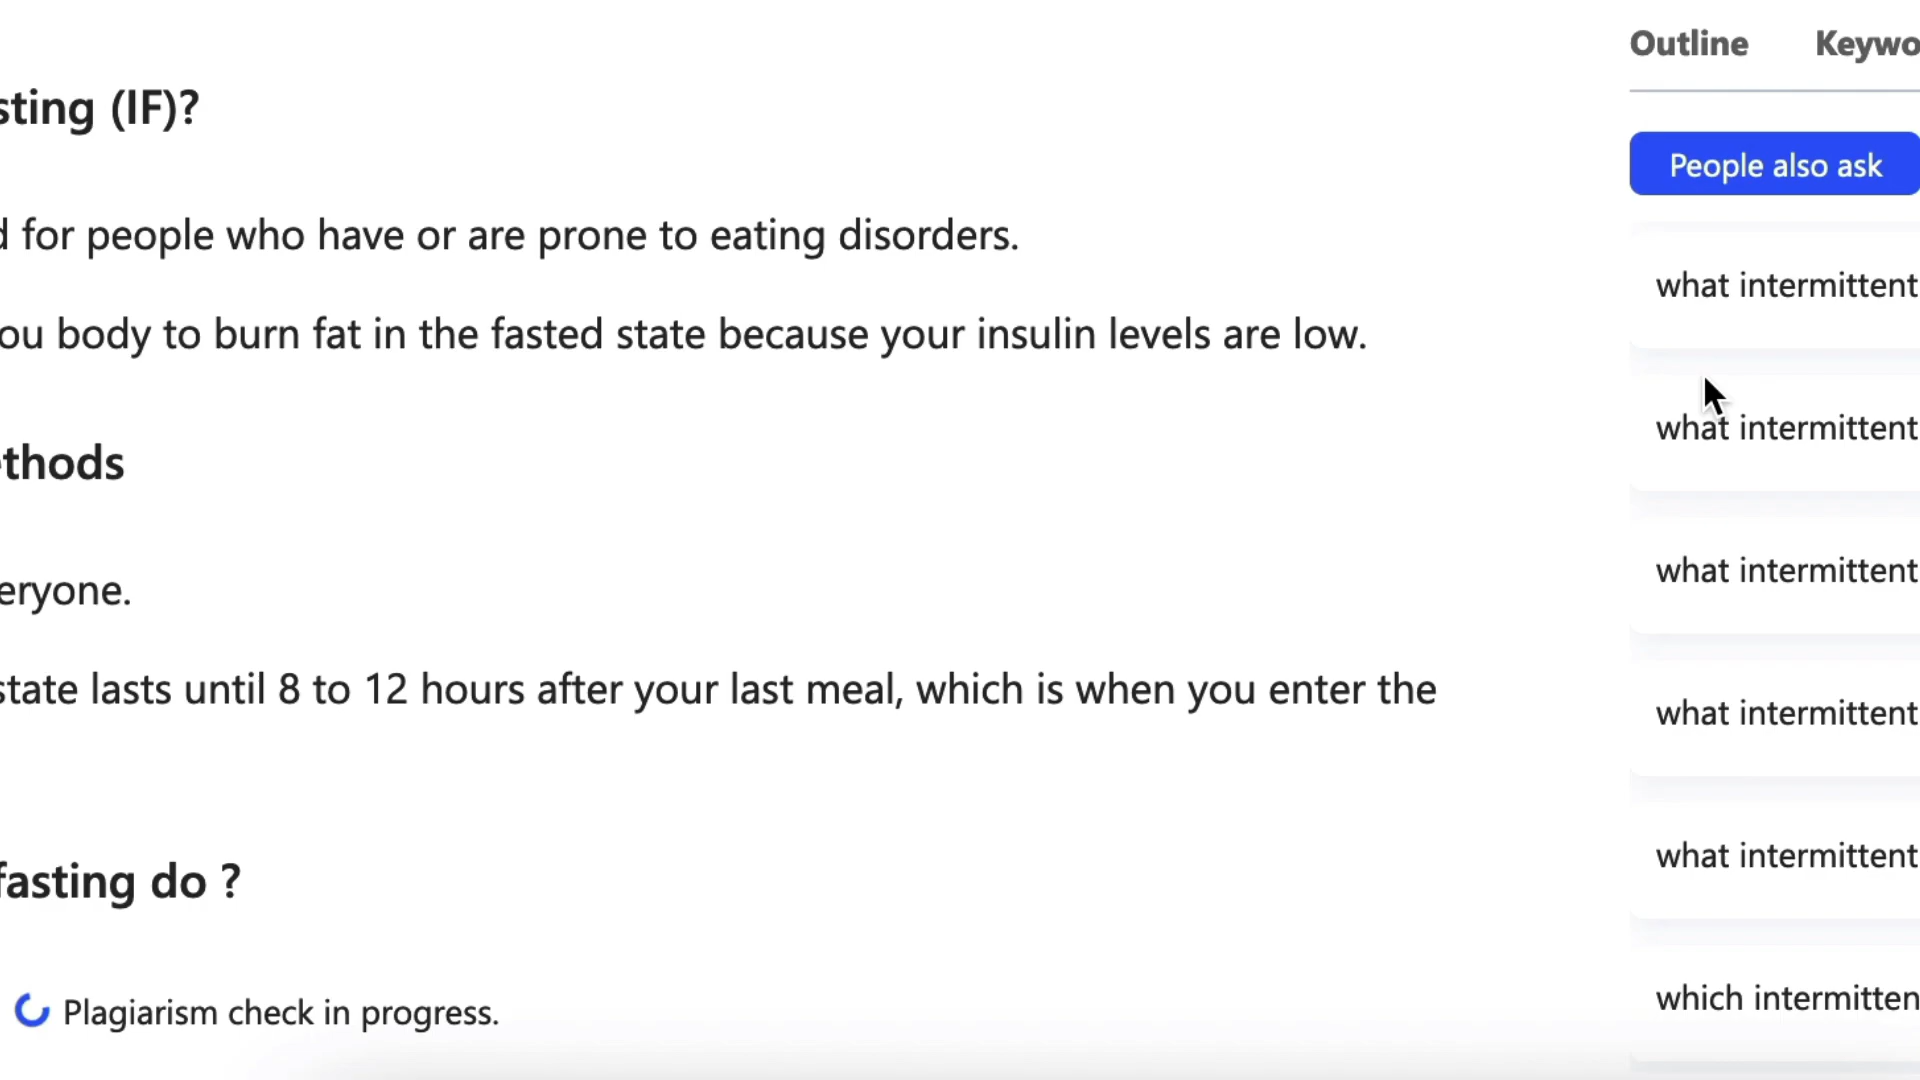 sting (IF)?
d for people who have or are prone to eating disorders.
ou body to burn fat in the fasted state because your insulin levels are low.
ethods
eryone.
state lasts until 8 to 12 hours after your last meal, which is when you enter the
fasting do ?
Plagiarism check in progress.
Outline Keywo
People also ask
what intermittent
what intermittent
what intermittent
what intermittent
what intermittent
which intermitten